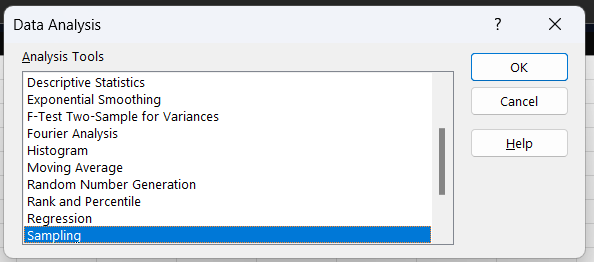 Data Analysis
?
Analysis Tools
Descriptive Statistics
Exponential Smoothing
F-Test Two-Sample for Variances
Fourier Analysis
Histogram
Moving Average
Random Number Generation
Rank and Percentile
Regression
Sampling
OK
Cancel
Help